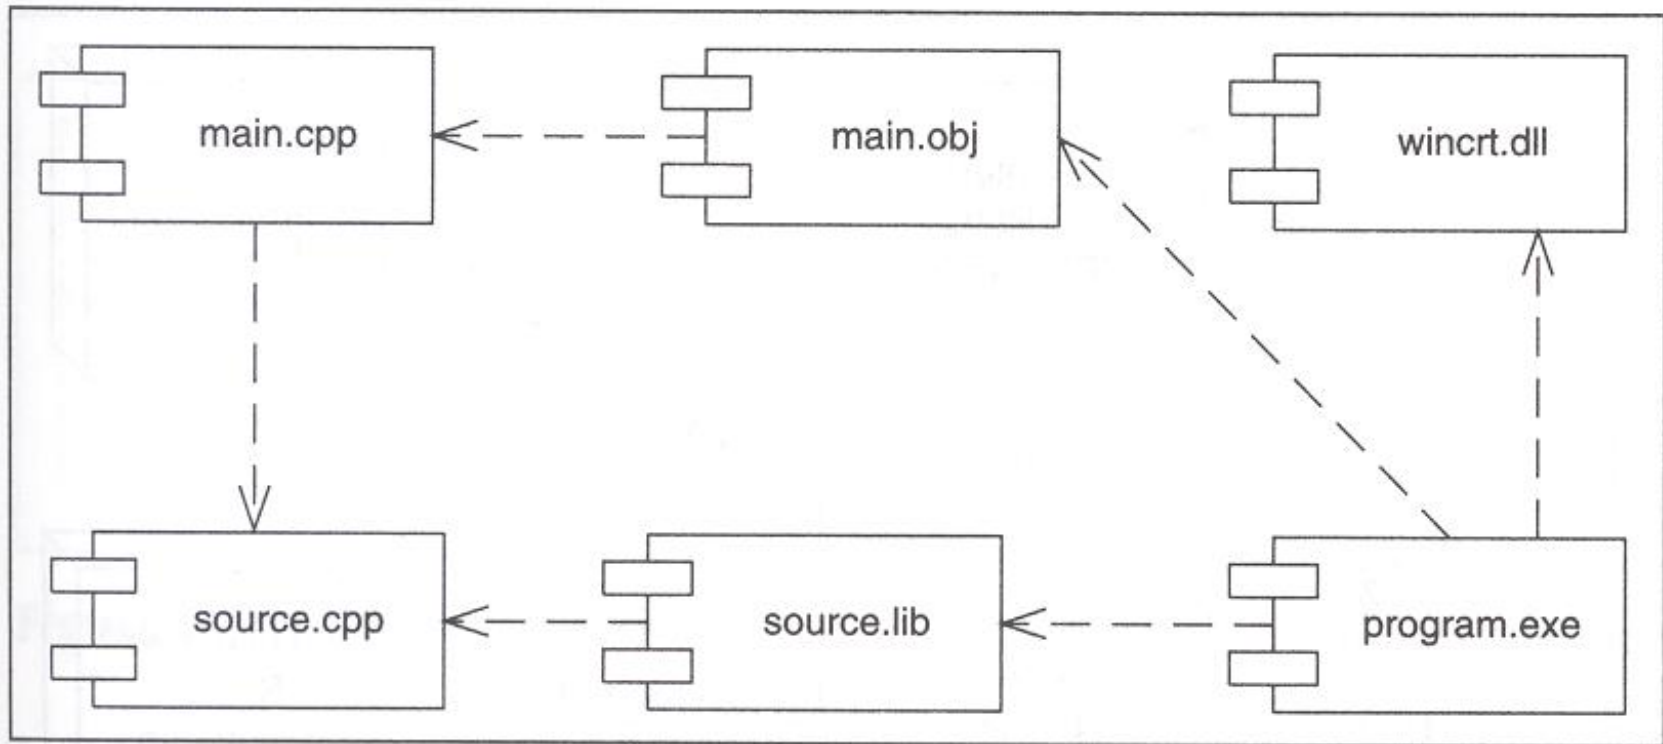 main.cpp
main.obj
wincrt.dll
source.cpp
source.lib
program.exe